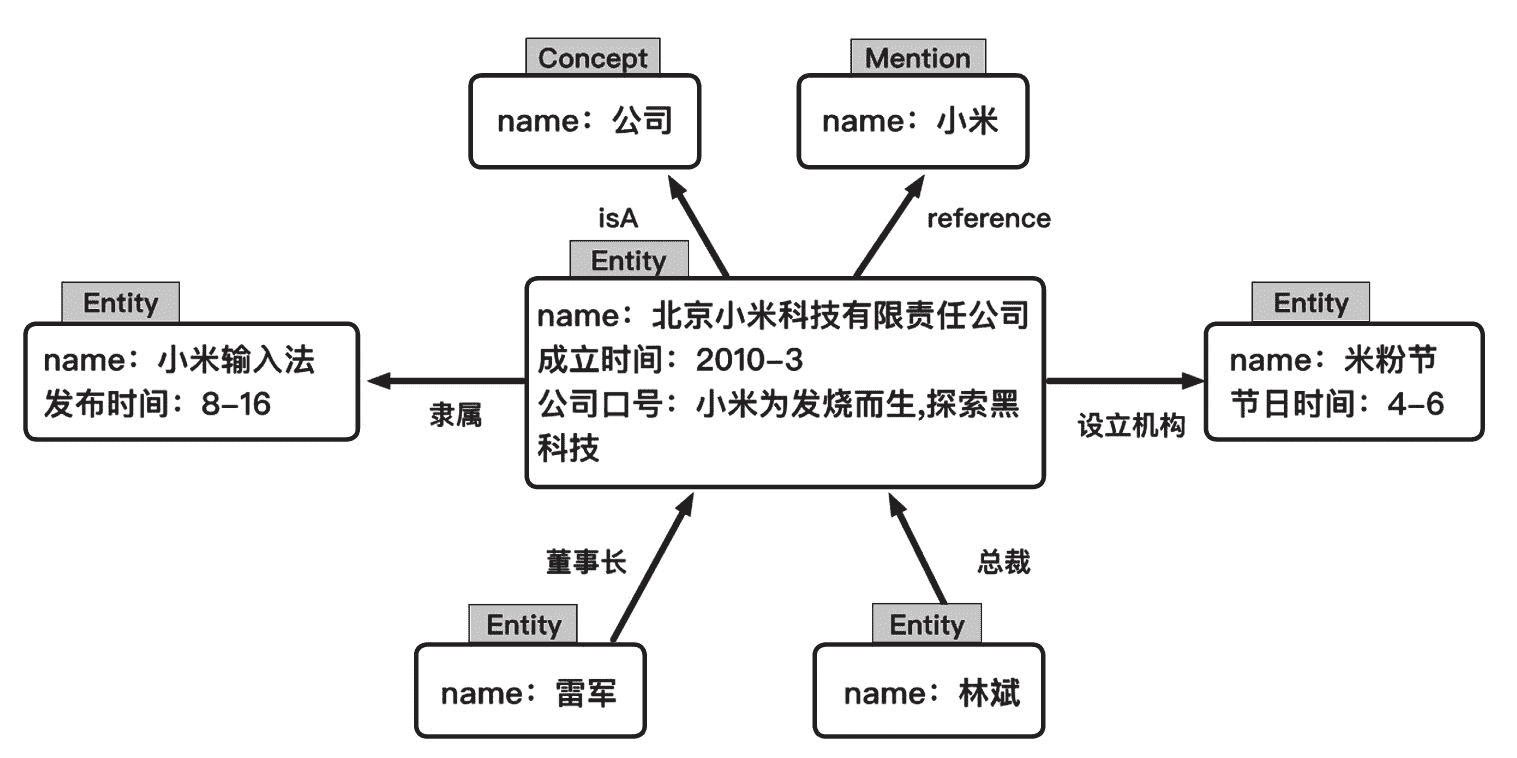 Concept
name：公司
Mention
name：小米
isA
reference
Entity
name：小米输入法
发布时间：8-16
隶属
Entity
name：北京小米科技有限责任公司
成立时间：2010-3
公司口号：小米为发烧而生,探索黑
科技
设立机构
Entity
name：米粉节
节日时间：4-6
董事长
总裁
Entity
name：雷军
Entity
name：林斌